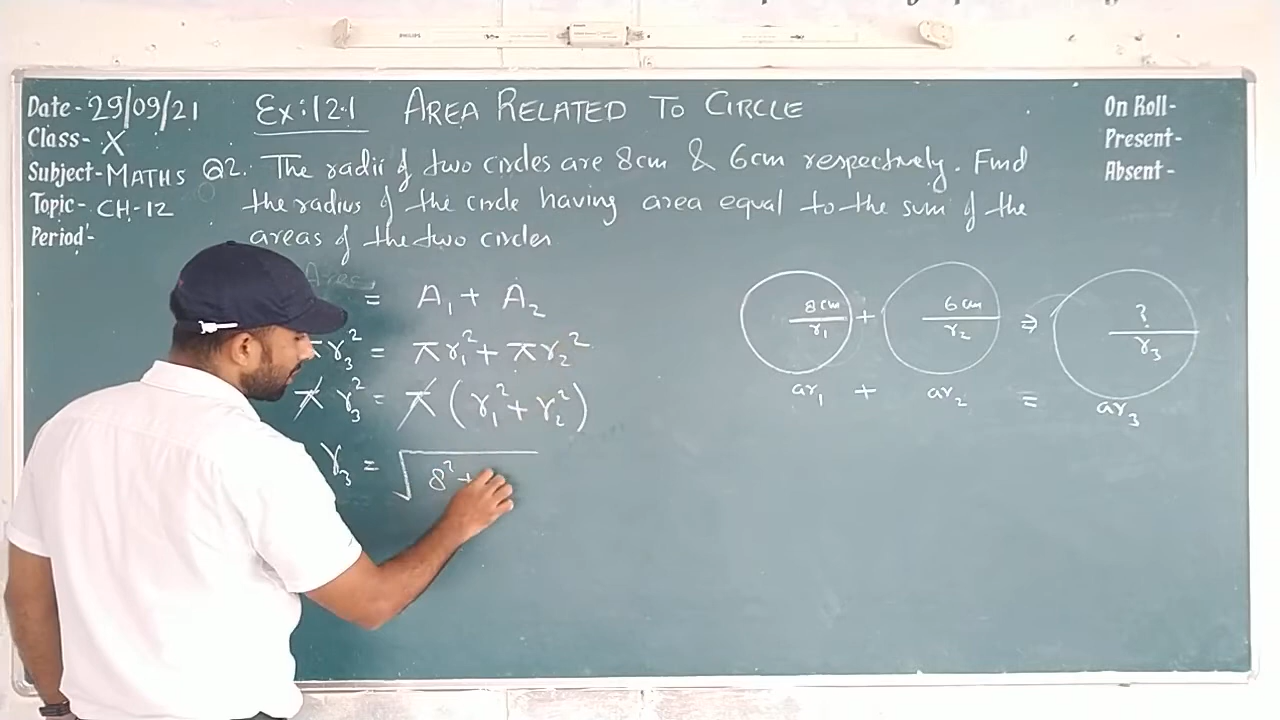 PHILIPS
Date- 29/09/21
Class- X
Subject- MATHS
Topic- CH-12
Period-
Ex:12.1 AREA RELATED TO CIRCLE
On Roll-
Present-
Absent-
Q2. The radii of two circles are 8cm & 6cm respectively. Find
the radius of the circle having area equal to the sum of the
areas of the two circles
Area
= A₁ + A₂
πr₃² = πr₁² + πr₂²
π r₃² = π (r₁² + r₂²)
r₃ = √8² +
8cm
r₁
+
6cm
r₂
⇒
?
r₃
ar₁ + ar₂ = ar₃